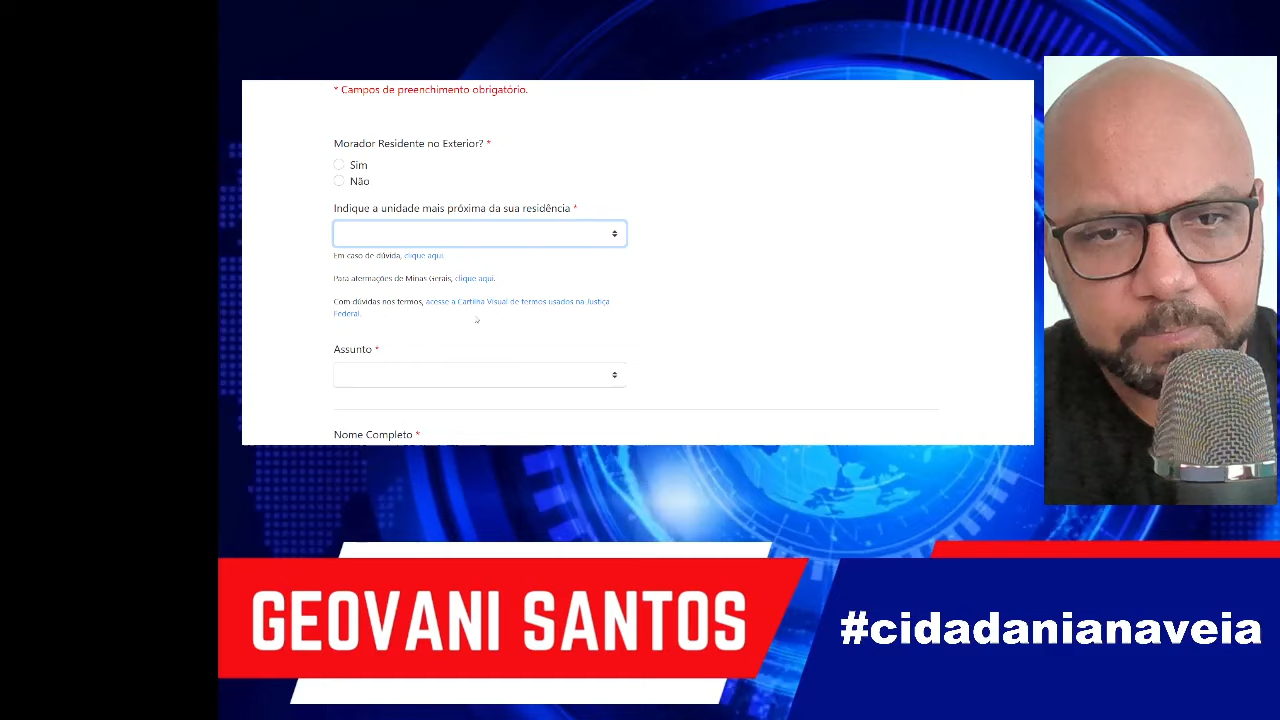 * Campos de preenchimento obrigatório.
Morador Residente no Exterior? *
Sim
Não
Indique a unidade mais próxima da sua residência *
Em caso de dúvida, clique aqui.
Para atermações de Minas Gerais, clique aqui.
Com dúvidas nos termos, acesse a Cartilha Visual de termos usados na Justiça
Federal.
Assunto *
Nome Completo *
GEOVANI SANTOS
#cidadanianaveia